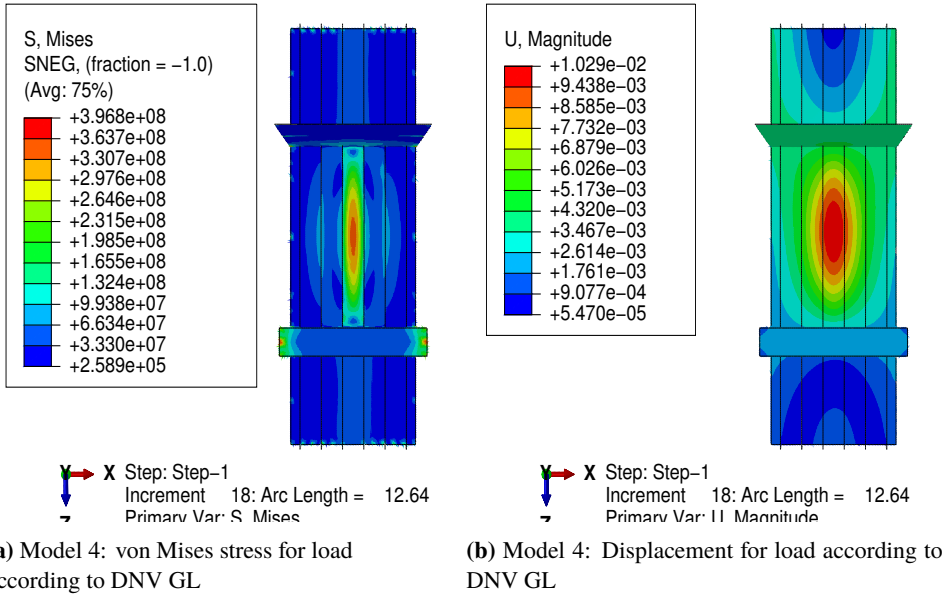 S, Mises
SNEG, (fraction = −1.0)
(Avg: 75%)
+3.968e+08
+3.637e+08
+3.307e+08
+2.976e+08
+2.646e+08
+2.315e+08
+1.985e+08
+1.655e+08
+1.324e+08
+9.938e+07
+6.634e+07
+3.330e+07
+2.589e+05
Y X Step: Step−1
Increment 18: Arc Length = 12.64
Z Primary Var: S, Mises
a) Model 4: von Mises stress for load
ccording to DNV GL
U, Magnitude
+1.029e−02
+9.438e−03
+8.585e−03
+7.732e−03
+6.879e−03
+6.026e−03
+5.173e−03
+4.320e−03
+3.467e−03
+2.614e−03
+1.761e−03
+9.077e−04
+5.470e−05
Y X Step: Step−1
Increment 18: Arc Length = 12.64
Z Primary Var: U, Magnitude
(b) Model 4: Displacement for load according to
DNV GL